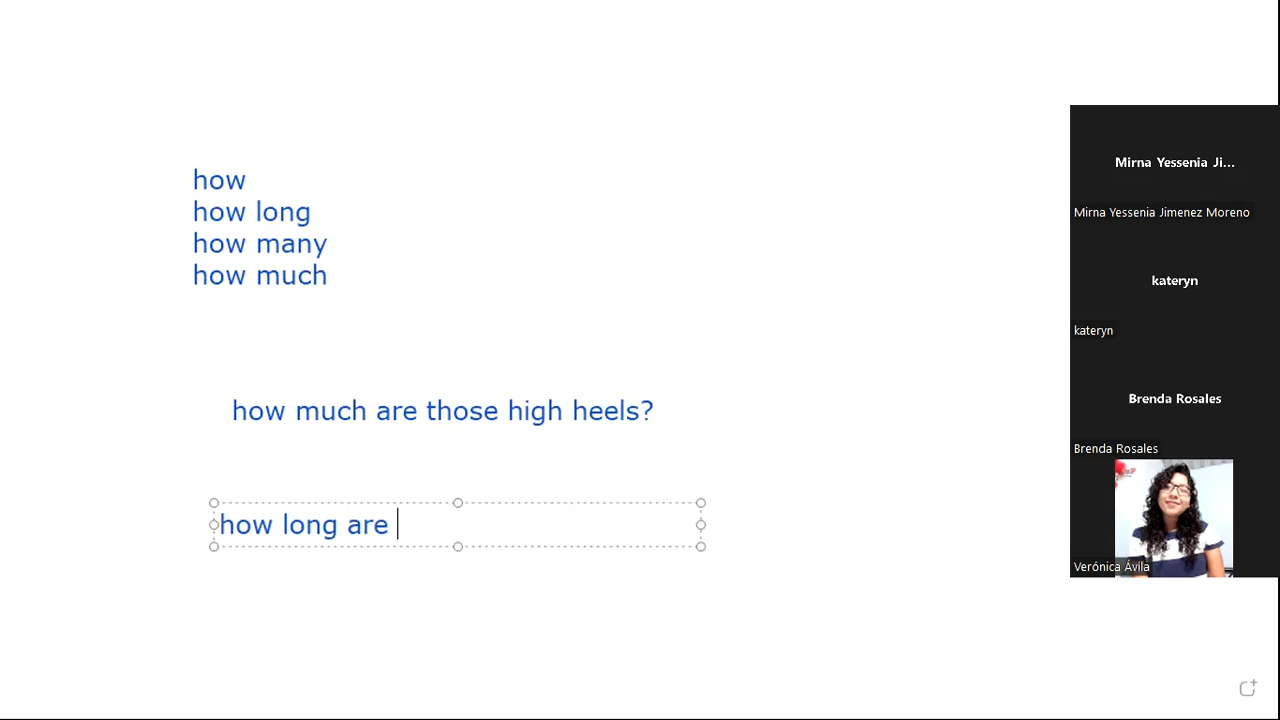 how
how long
how many
how much
how much are those high heels?
how long are
Mirna Yessenia Ji...
Mirna Yessenia Jimenez Moreno
kateryn
kateryn
Brenda Rosales
Brenda Rosales
Verónica Ávila